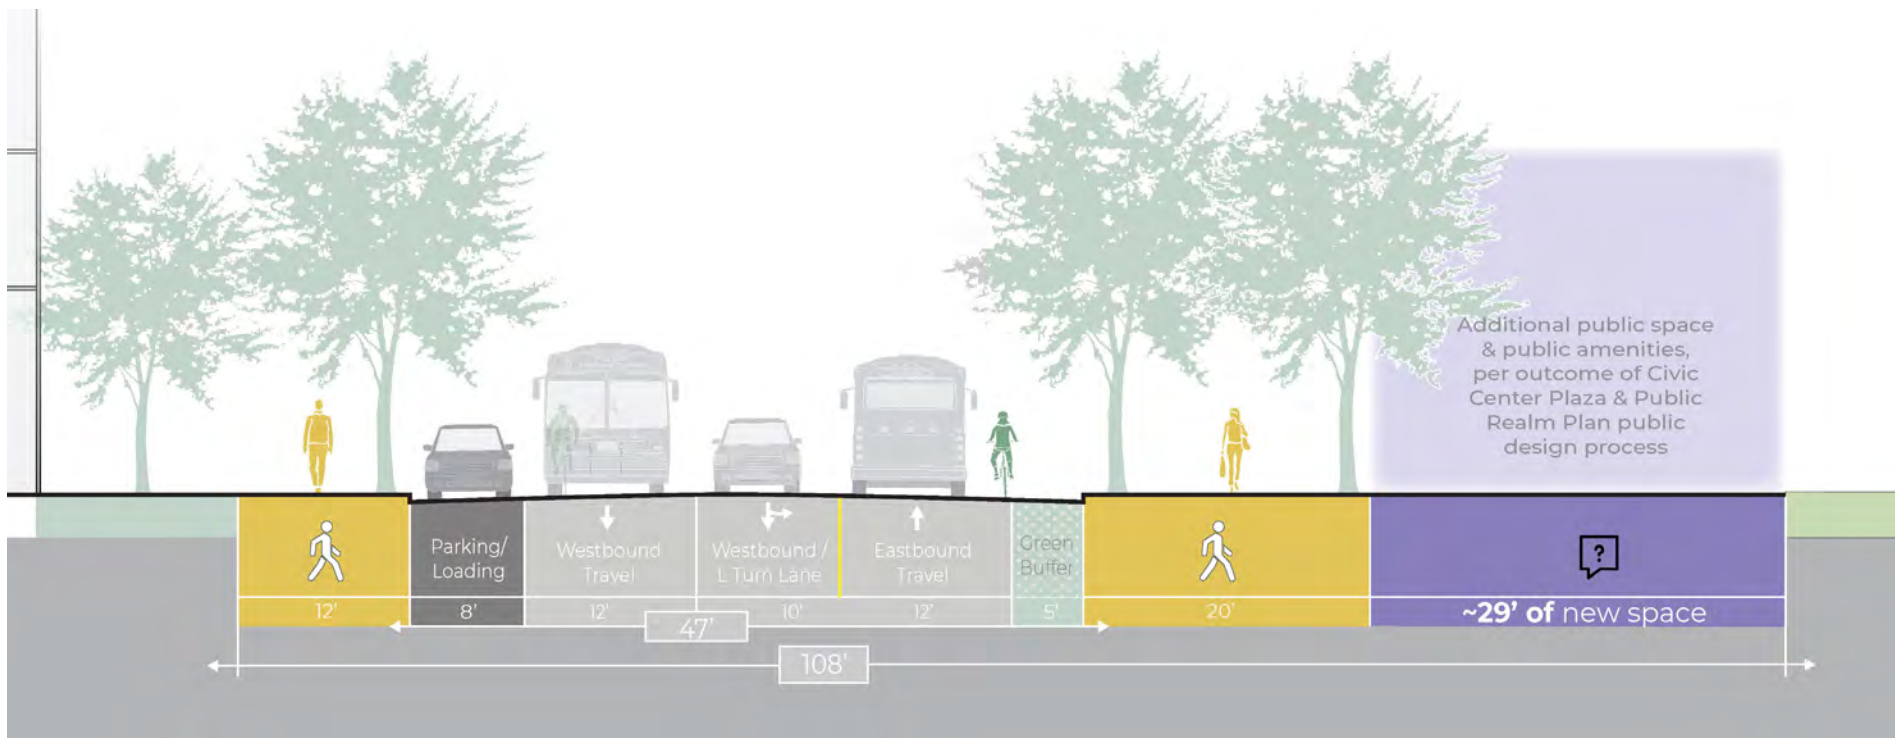 Additional public space
& public amenities,
per outcome of Civic
Center Plaza & Public
Realm Plan public
design process
Parking/
Loading
Westbound
Travel
Westbound /
L Turn Lane
Eastbound
Travel
Green
Buffer
?
12'
8'
12'
10'
12'
5'
20'
~29' of new space
47'
108'